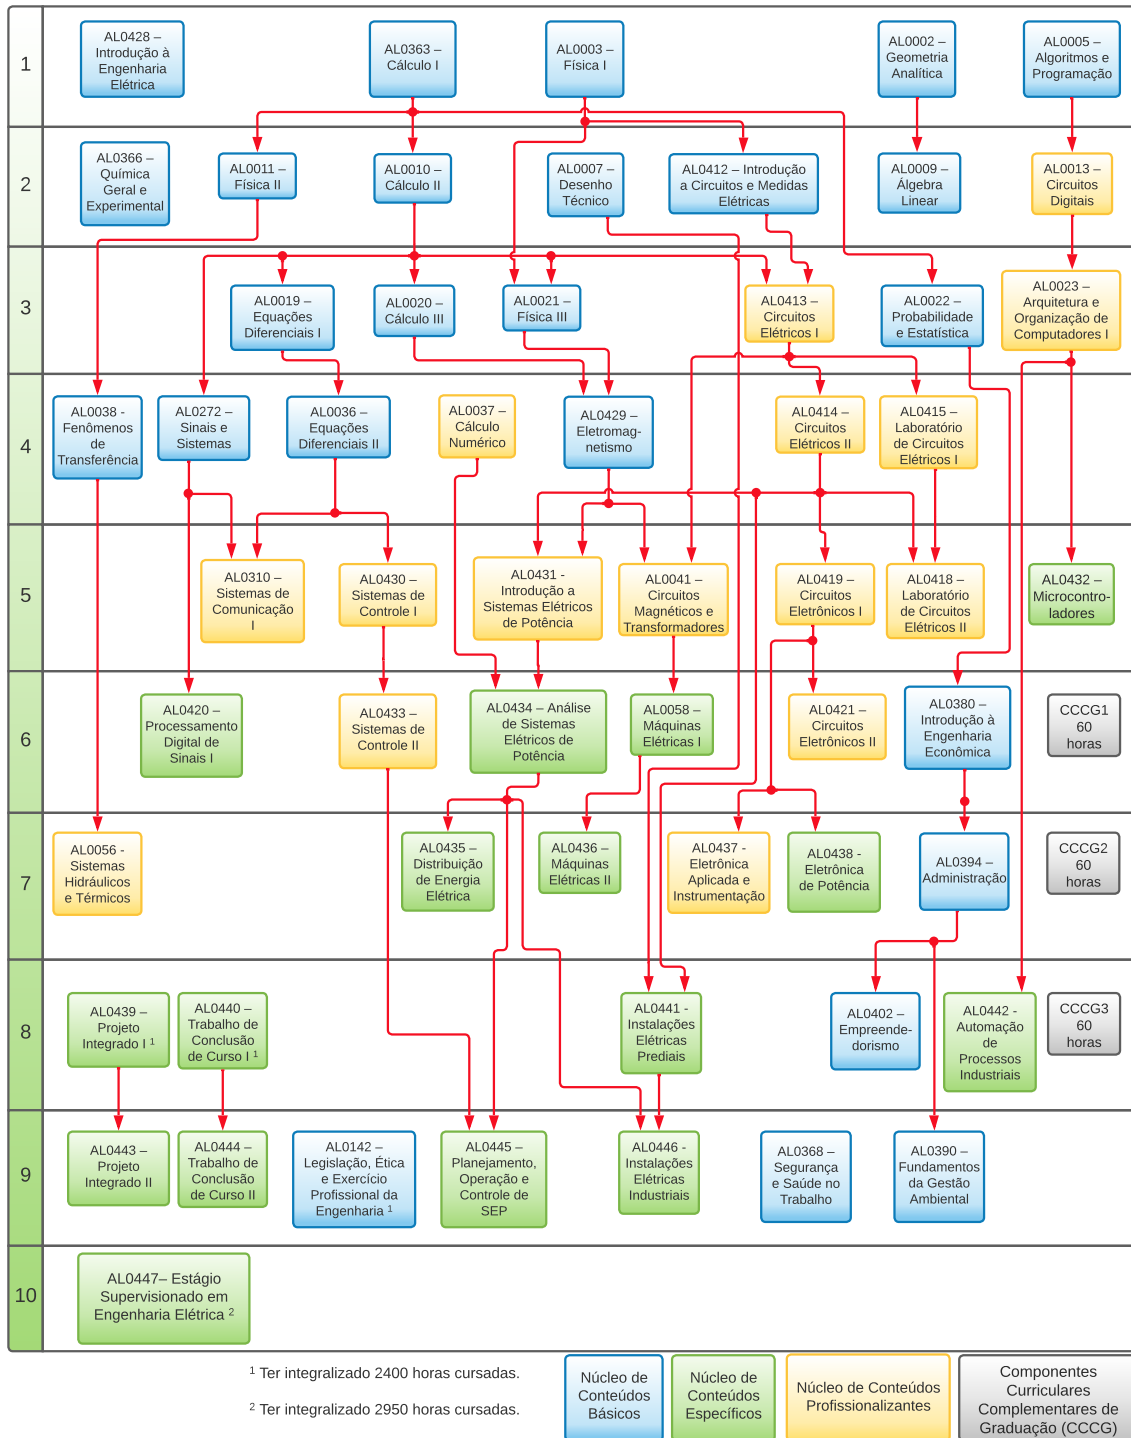 1
AL0428 –
Introdução à
Engenharia
Elétrica
AL0363 –
Cálculo I
AL0003 –
Física I
AL0002 –
Geometria
Analítica
AL0005 –
Algoritmos e
Programação
2
AL0366 –
Química
Geral e
Experimental
AL0011 –
Física II
AL0010 –
Cálculo II
AL0007 –
Desenho
Técnico
AL0412 – Introdução
a Circuitos e Medidas
Elétricas
AL0009 –
Álgebra
Linear
AL0013 –
Circuitos
Digitais
3
AL0019 –
Equações
Diferenciais I
AL0020 –
Cálculo III
AL0021 –
Física III
AL0413 –
Circuitos
Elétricos I
AL0022 –
Probabilidade
e Estatística
AL0023 –
Arquitetura e
Organização de
Computadores I
4
AL0038 -
Fenômenos
de
Transferência
AL0272 –
Sinais e
Sistemas
AL0036 –
Equações
Diferenciais II
AL0037 –
Cálculo
Numérico
AL0429 –
Eletromag-
netismo
AL0414 –
Circuitos
Elétricos II
AL0415 –
Laboratório
de Circuitos
Elétricos I
5
AL0310 –
Sistemas de
Comunicação
I
AL0430 –
Sistemas de
Controle I
AL0431 -
Introdução a
Sistemas Elétricos
de Potência
AL0041 –
Circuitos
Magnéticos e
Transformadores
AL0419 –
Circuitos
Eletrônicos I
AL0418 –
Laboratório
de Circuitos
Elétricos II
AL0432 –
Microcontro-
ladores
6
AL0420 –
Processamento
Digital de
Sinais I
AL0433 –
Sistemas de
Controle II
AL0434 – Análise
de Sistemas
Elétricos de
Potência
AL0058 –
Máquinas
Elétricas I
AL0421 –
Circuitos
Eletrônicos II
AL0380 –
Introdução à
Engenharia
Econômica
CCCG1
60
horas
7
AL0056 -
Sistemas
Hidráulicos
e Térmicos
AL0435 –
Distribuição
de Energia
Elétrica
AL0436 –
Máquinas
Elétricas II
AL0437 -
Eletrônica
Aplicada e
Instrumentação
AL0438 -
Eletrônica
de Potência
AL0394 –
Administração
CCCG2
60
horas
8
AL0439 –
Projeto
Integrado I ¹
AL0440 –
Trabalho de
Conclusão
de Curso I ¹
AL0441 -
Instalações
Elétricas
Prediais
AL0402 –
Empreende-
dorismo
AL0442 -
Automação
de
Processos
Industriais
CCCG3
60
horas
9
AL0443 –
Projeto
Integrado II
AL0444 –
Trabalho de
Conclusão
de Curso II
AL0142 –
Legislação, Ética
e Exercício
Profissional da
Engenharia ¹
AL0445 –
Planejamento,
Operação e
Controle de
SEP
AL0446 -
Instalações
Elétricas
Industriais
AL0368 –
Segurança
e Saúde no
Trabalho
AL0390 –
Fundamentos
da Gestão
Ambiental
10
AL0447– Estágio
Supervisionado em
Engenharia Elétrica ²
¹ Ter integralizado 2400 horas cursadas.
² Ter integralizado 2950 horas cursadas.
Núcleo de
Conteúdos
Básicos
Núcleo de
Conteúdos
Específicos
Núcleo de Conteúdos
Profissionalizantes
Componentes
Curriculares
Complementares de
Graduação (CCCG)